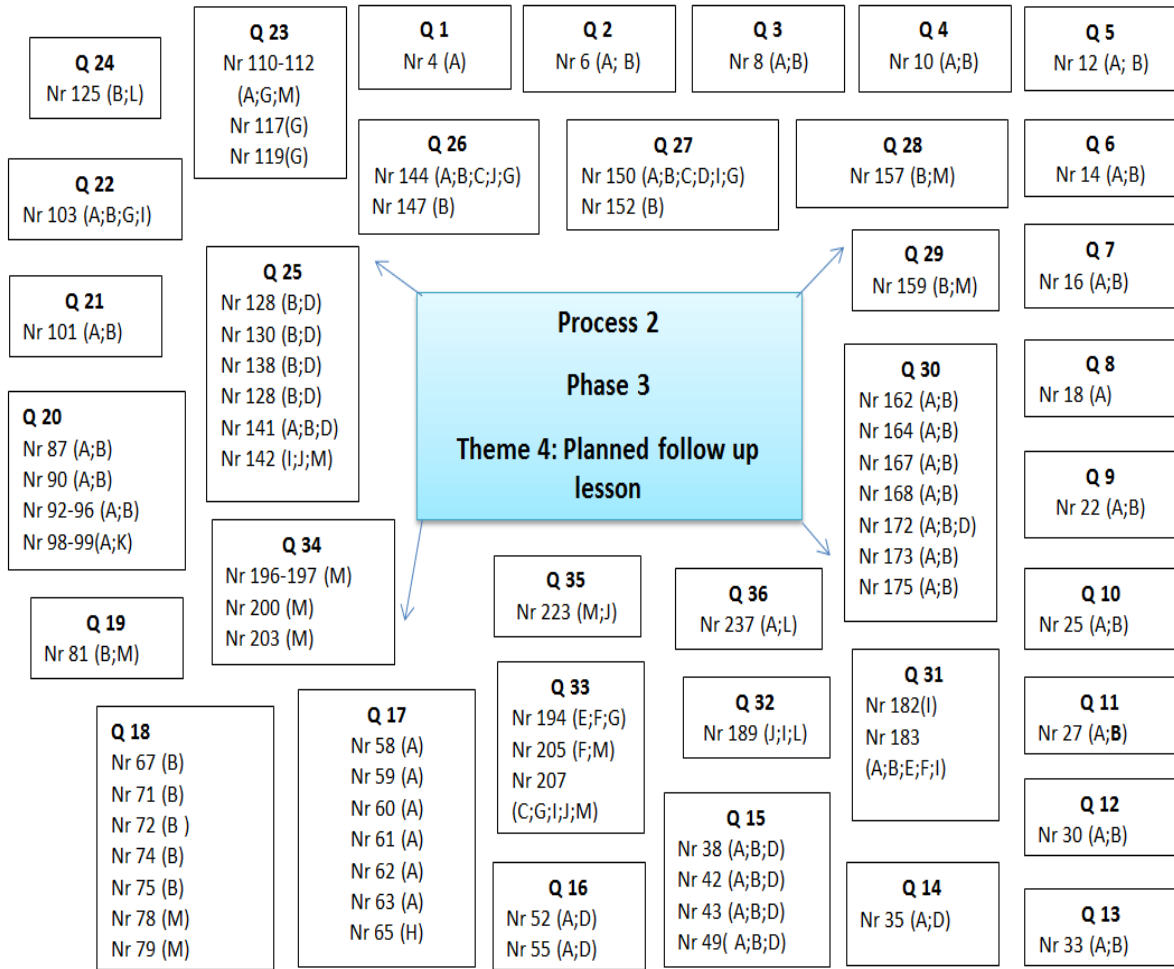 Q 24
Nr 125 (B;L)
Q 23
Nr 110-112
(A;G;M)
Nr 117(G)
Nr 119(G)
Q 1
Nr 4 (A)
Q 2
Nr 6 (A; B)
Q 3
Nr 8 (A;B)
Q 4
Nr 10 (A;B)
Q 5
Nr 12 (A; B)
Q 22
Nr 103 (A;B;G;I)
Q 26
Nr 144 (A;B;C;J;G)
Nr 147 (B)
Q 27
Nr 150 (A;B;C;D;I;G)
Nr 152 (B)
Q 28
Nr 157 (B;M)
Q 6
Nr 14 (A;B)
Q 21
Nr 101 (A;B)
Q 25
Nr 128 (B;D)
Nr 130 (B;D)
Nr 138 (B;D)
Nr 128 (B;D)
Nr 141 (A;B;D)
Nr 142 (I;J;M)
Process 2
Phase 3
Theme 4: Planned follow up
lesson
Q 29
Nr 159 (B;M)
Q 7
Nr 16 (A;B)
Q 20
Nr 87 (A;B)
Nr 90 (A;B)
Nr 92-96 (A;B)
Nr 98-99(A;K)
Q 30
Nr 162 (A;B)
Nr 164 (A;B)
Nr 167 (A;B)
Nr 168 (A;B)
Nr 172 (A;B;D)
Nr 173 (A;B)
Nr 175 (A;B)
Q 8
Nr 18 (A)
Q 9
Nr 22 (A;B)
Q 34
Nr 196-197 (M)
Nr 200 (M)
Nr 203 (M)
Q 35
Nr 223 (M;J)
Q 36
Nr 237 (A;L)
Q 10
Nr 25 (A;B)
Q 19
Nr 81 (B;M)
Q 18
Nr 67 (B)
Nr 71 (B)
Nr 72 (B )
Nr 74 (B)
Nr 75 (B)
Nr 78 (M)
Nr 79 (M)
Q 17
Nr 58 (A)
Nr 59 (A)
Nr 60 (A)
Nr 61 (A)
Nr 62 (A)
Nr 63 (A)
Nr 65 (H)
Q 33
Nr 194 (E;F;G)
Nr 205 (F;M)
Nr 207
(C;G;I;J;M)
Q 32
Nr 189 (J;I;L)
Q 31
Nr 182(I)
Nr 183
(A;B;E;F;I)
Q 11
Nr 27 (A;B)
Q 12
Nr 30 (A;B)
Q 16
Nr 52 (A;D)
Nr 55 (A;D)
Q 15
Nr 38 (A;B;D)
Nr 42 (A;B;D)
Nr 43 (A;B;D)
Nr 49( A;B;D)
Q 14
Nr 35 (A;D)
Q 13
Nr 33 (A;B)